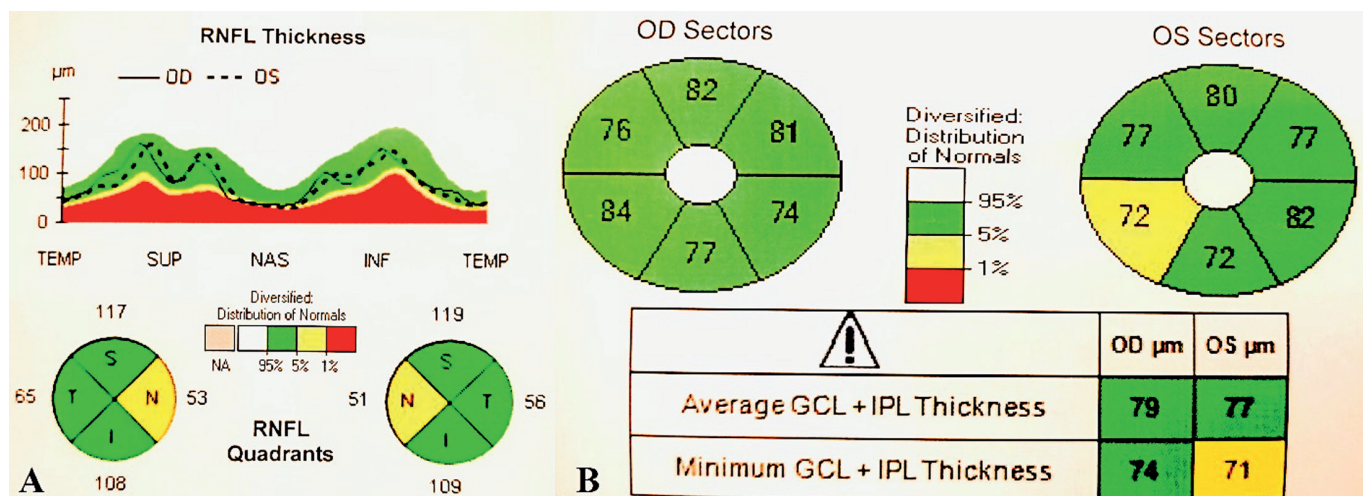 RNFL Thickness
µm
OD
OS
200
100
0
TEMP
SUP
NAS
INF
TEMP
Diversified:
Distribution of Normals
NA
95%
5%
1%
117
S
65
T
N
53
I
108
RNFL
Quadrants
119
S
51
N
T
56
I
109
A
OD Sectors
82
76
81
84
74
77
Diversified:
Distribution
of Normals
95%
5%
1%
OS Sectors
80
77
77
72
82
72
!
OD µm
OS µm
Average GCL + IPL Thickness
79
77
Minimum GCL + IPL Thickness
74
71
B